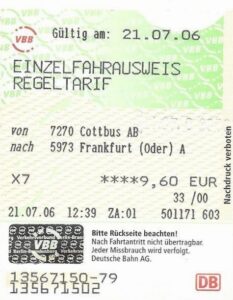 VBB Gültig am: 21.07.06
EINZELFAHRAUSWEIS
REGELTARIF
von 7270 Cottbus AB
nach 5973 Frankfurt (Oder) A
X7 ****9,60 EUR
33 /00
21.07.06 12:39 ZA:01 501171 603
Nachdruck verboten
VBB
Bitte Rückseite beachten!
Nach Fahrtantritt nicht übertragbar.
Jeder Missbrauch wird verfolgt.
Deutsche Bahn AG.
13567150-79
135671502
DB